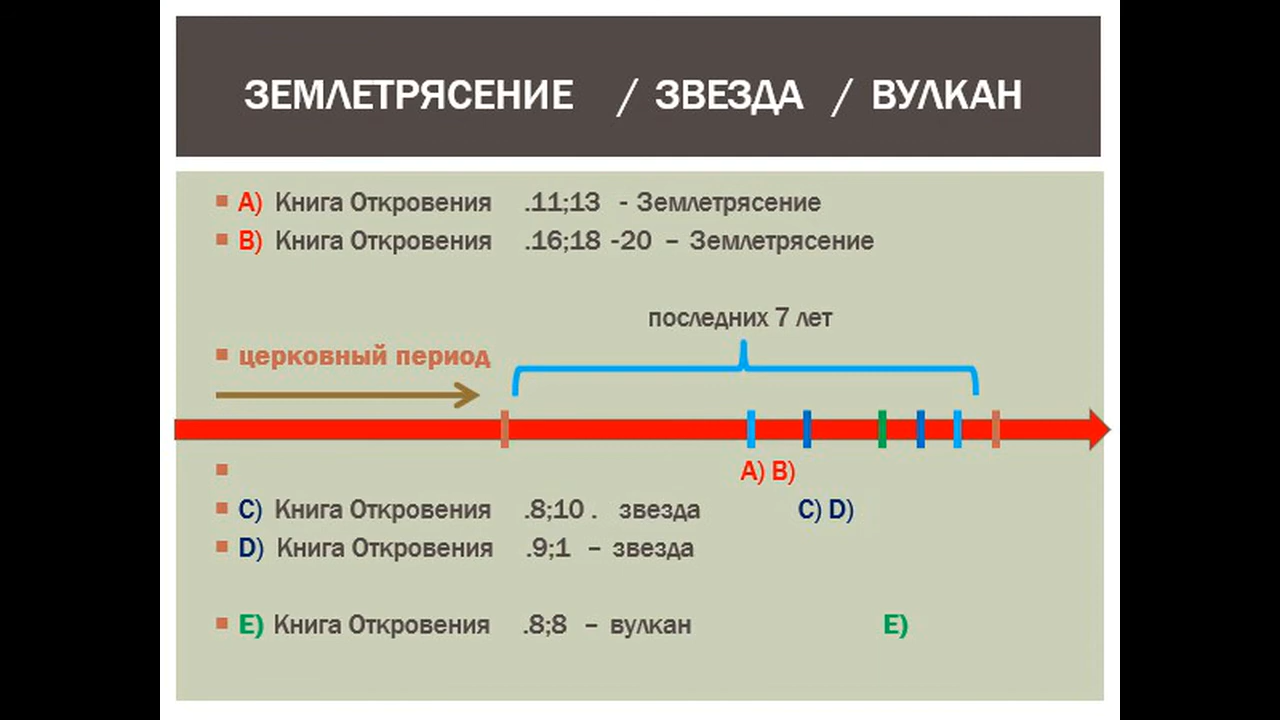 ЗЕМЛЕТРЯСЕНИЕ / ЗВЕЗДА / ВУЛКАН
A) Книга Откровения .11;13 - Землетрясение
B) Книга Откровения .16;18 -20 – Землетрясение
последних 7 лет
церковный период
A) B)
C) Книга Откровения .8;10 . звезда C) D)
D) Книга Откровения .9;1 – звезда
E) Книга Откровения .8;8 – вулкан E)